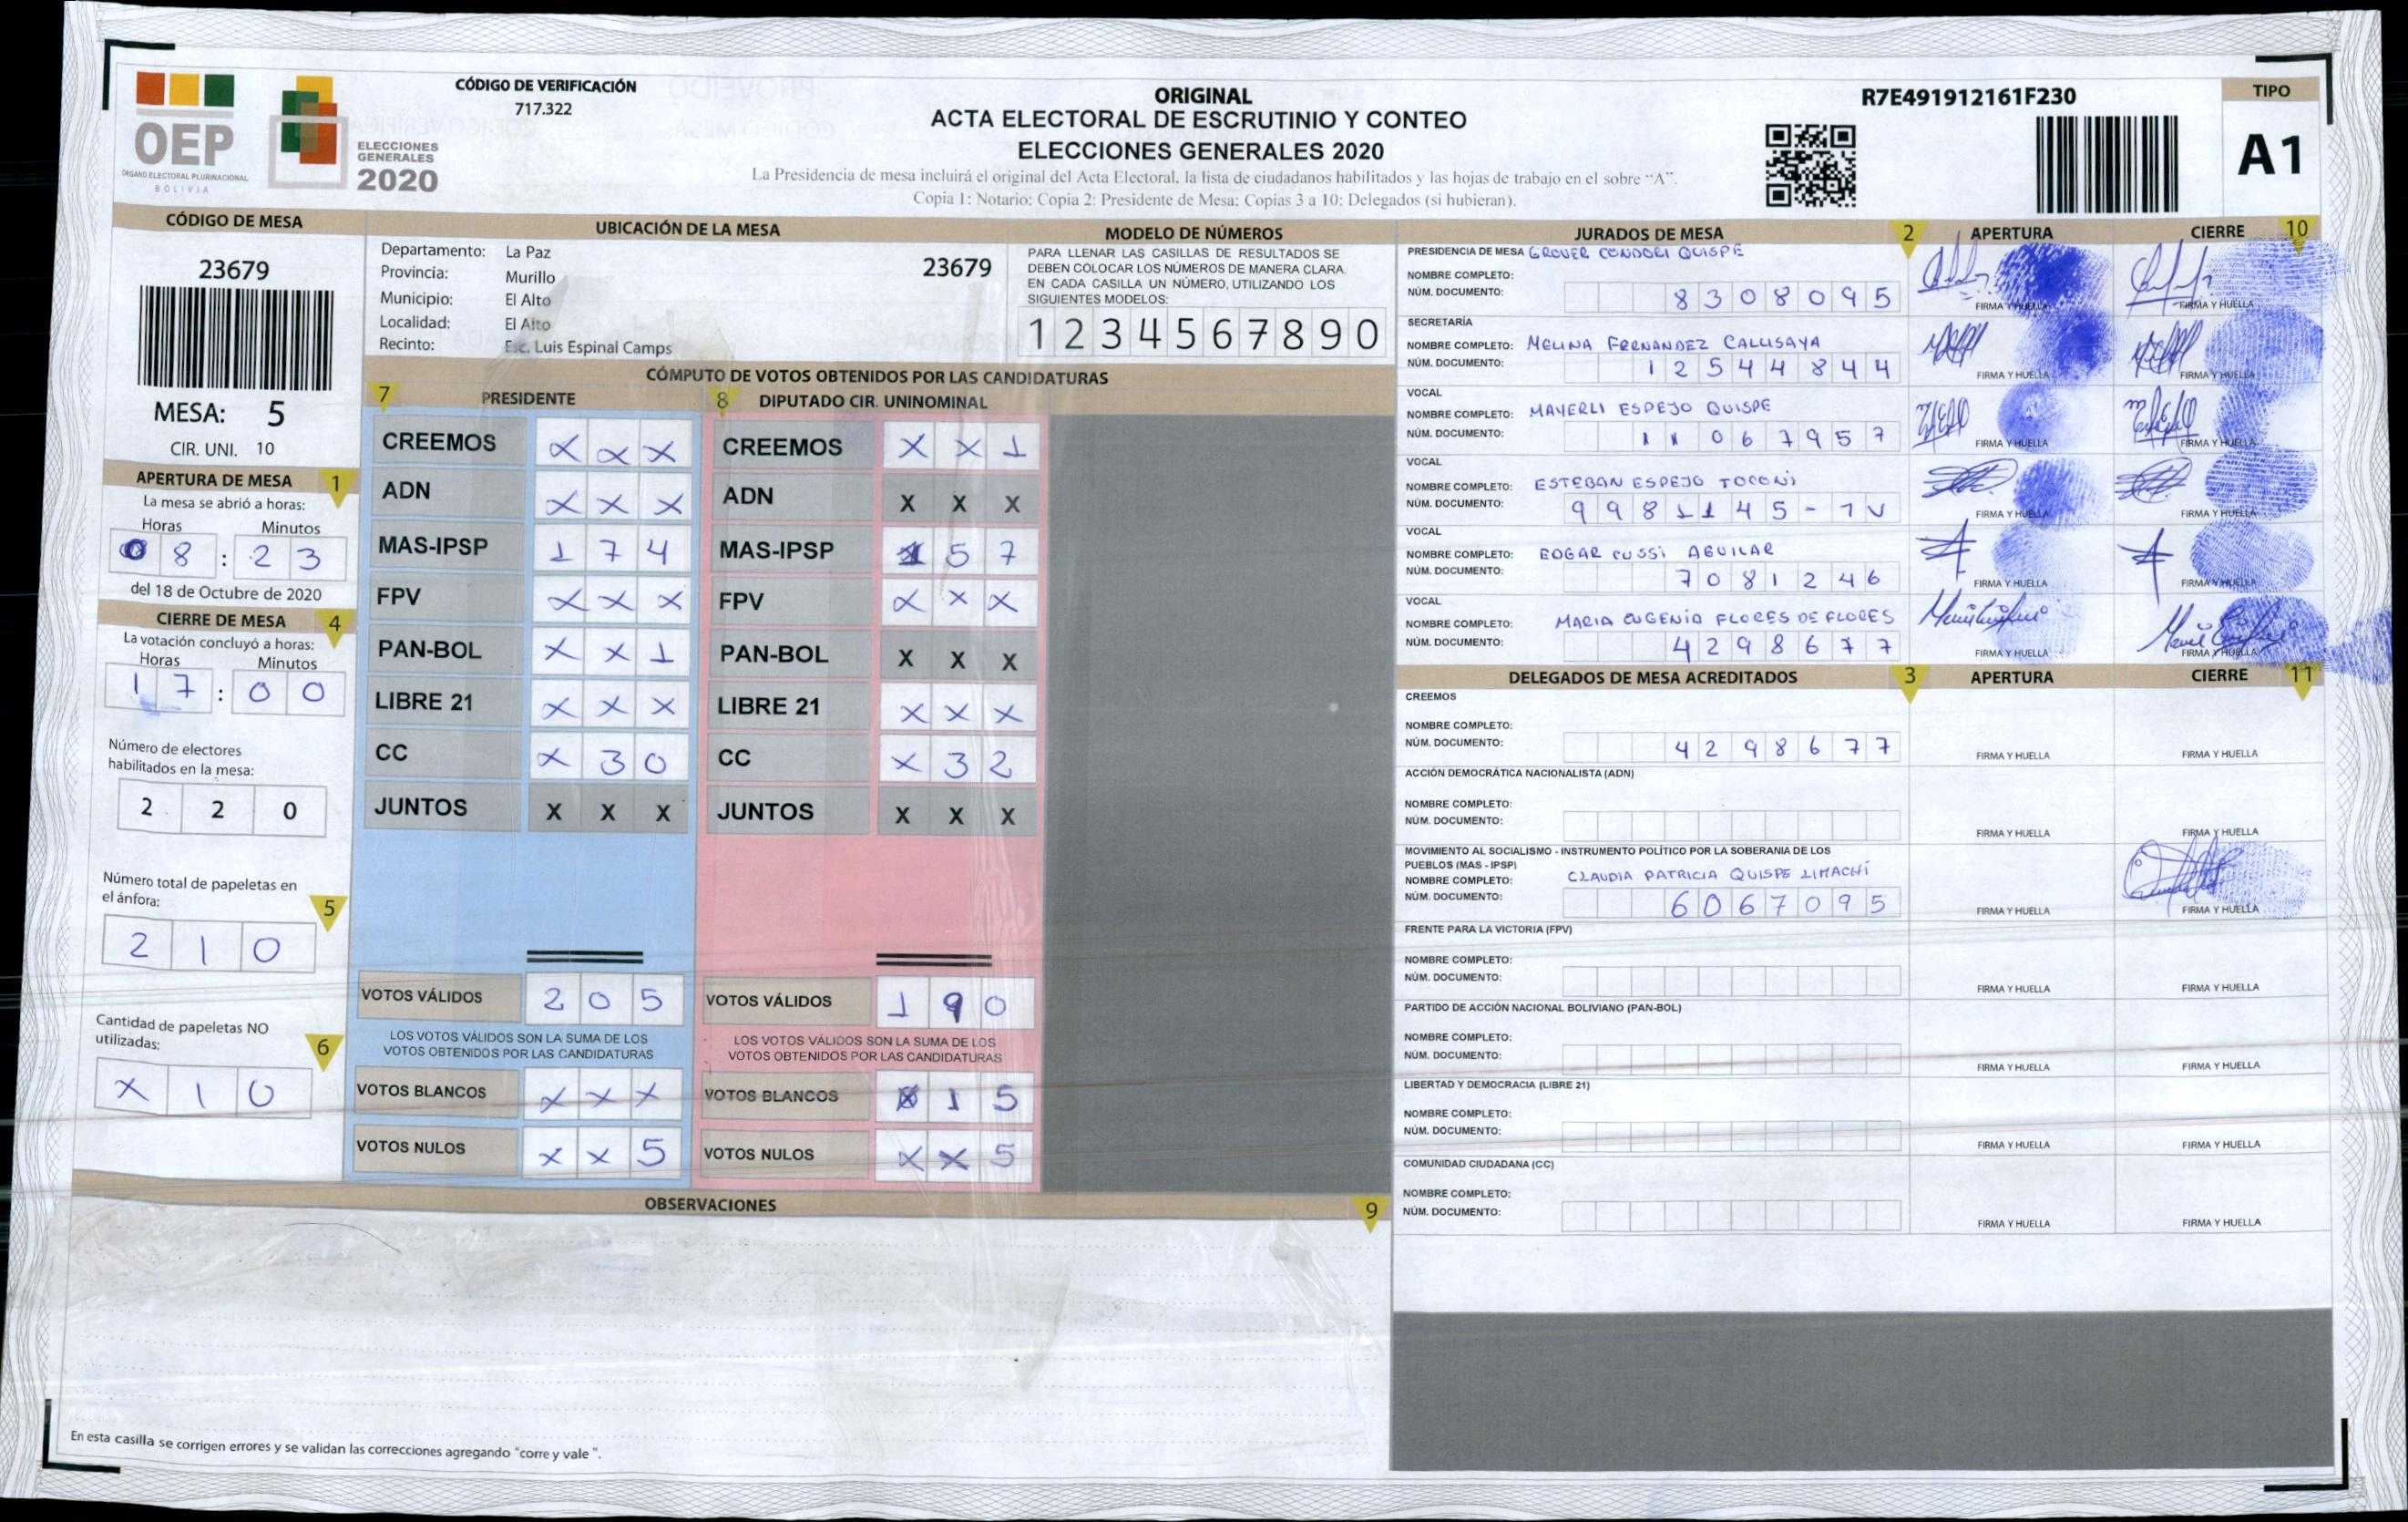 OEP
ÓRGANO ELECTORAL PLURINACIONAL
BOLIVIA
ELECCIONES
GENERALES
2020
CÓDIGO DE VERIFICACIÓN
717.322
ORIGINAL
ACTA ELECTORAL DE ESCRUTINIO Y CONTEO
ELECCIONES GENERALES 2020
La Presidencia de mesa incluirá el original del Acta Electoral, la lista de ciudadanos habilitados y las hojas de trabajo en el sobre "A".
Copia 1: Notario; Copia 2: Presidente de Mesa; Copias 3 a 10: Delegados (si hubieran).
R7E491912161F230
TIPO
A1
CÓDIGO DE MESA
23679
MESA: 5
CIR. UNI. 10
APERTURA DE MESA 1
La mesa se abrió a horas:
Horas Minutos
08 : 23
del 18 de Octubre de 2020
CIERRE DE MESA 4
La votación concluyó a horas:
Horas Minutos
17 : 00
Número de electores
habilitados en la mesa:
2 2 0
Número total de papeletas en
el ánfora: 5
2 1 0
Cantidad de papeletas NO
utilizadas: 6
X 1 0
UBICACIÓN DE LA MESA
Departamento: La Paz
Provincia: Murillo
Municipio: El Alto
Localidad: El Alto
Recinto: Esc. Luis Espinal Camps
23679
MODELO DE NÚMEROS
PARA LLENAR LAS CASILLAS DE RESULTADOS SE
DEBEN COLOCAR LOS NÚMEROS DE MANERA CLARA.
EN CADA CASILLA UN NÚMERO, UTILIZANDO LOS
SIGUIENTES MODELOS:
1 2 3 4 5 6 7 8 9 0
CÓMPUTO DE VOTOS OBTENIDOS POR LAS CANDIDATURAS
7 PRESIDENTE
CREEMOS X X X
ADN X X X
MAS-IPSP 1 7 4
FPV X X X
PAN-BOL X X 1
LIBRE 21 X X X
CC X 3 0
JUNTOS X X X
VOTOS VÁLIDOS 2 0 5
LOS VOTOS VÁLIDOS SON LA SUMA DE LOS
VOTOS OBTENIDOS POR LAS CANDIDATURAS
VOTOS BLANCOS X X X
VOTOS NULOS X X 5
8 DIPUTADO CIR. UNINOMINAL
CREEMOS X X 1
ADN X X X
MAS-IPSP 1 5 7
FPV X X X
PAN-BOL X X X
LIBRE 21 X X X
CC X 3 2
JUNTOS X X X
VOTOS VÁLIDOS 1 9 0
LOS VOTOS VÁLIDOS SON LA SUMA DE LOS
VOTOS OBTENIDOS POR LAS CANDIDATURAS
VOTOS BLANCOS X 1 5
VOTOS NULOS X X 5
OBSERVACIONES 9
En esta casilla se corrigen errores y se validan las correcciones agregando "corre y vale ".
JURADOS DE MESA 2 APERTURA CIERRE 10
PRESIDENCIA DE MESA GROVER CONDORI QUISPE
NOMBRE COMPLETO:
NÚM. DOCUMENTO: 8308095
FIRMA Y HUELLA FIRMA Y HUELLA
SECRETARÍA
NOMBRE COMPLETO: MELINA FERNANDEZ CALLISAYA
NÚM. DOCUMENTO: 12544844
FIRMA Y HUELLA FIRMA Y HUELLA
VOCAL
NOMBRE COMPLETO: MAYERLI ESPEJO QUISPE
NÚM. DOCUMENTO: 11067957
FIRMA Y HUELLA FIRMA Y HUELLA
VOCAL
NOMBRE COMPLETO: ESTEBAN ESPEJO TOCONI
NÚM. DOCUMENTO: 9981145-1V
FIRMA Y HUELLA FIRMA Y HUELLA
VOCAL
NOMBRE COMPLETO: EDGAR CUSSI AGUILAR
NÚM. DOCUMENTO: 7081246
FIRMA Y HUELLA FIRMA Y HUELLA
VOCAL
NOMBRE COMPLETO: MARIA EUGENIA FLORES DE FLORES
NÚM. DOCUMENTO: 4298677
FIRMA Y HUELLA FIRMA Y HUELLA
DELEGADOS DE MESA ACREDITADOS 3 APERTURA CIERRE 11
CREEMOS
NOMBRE COMPLETO:
NÚM. DOCUMENTO: 4298677
FIRMA Y HUELLA FIRMA Y HUELLA
ACCIÓN DEMOCRÁTICA NACIONALISTA (ADN)
NOMBRE COMPLETO:
NÚM. DOCUMENTO:
FIRMA Y HUELLA FIRMA Y HUELLA
MOVIMIENTO AL SOCIALISMO - INSTRUMENTO POLÍTICO POR LA SOBERANIA DE LOS
PUEBLOS (MAS - IPSP)
NOMBRE COMPLETO: CLAUDIA PATRICIA QUISPE LIMACHI
NÚM. DOCUMENTO: 6067095
FIRMA Y HUELLA FIRMA Y HUELLA
FRENTE PARA LA VICTORIA (FPV)
NOMBRE COMPLETO:
NÚM. DOCUMENTO:
FIRMA Y HUELLA FIRMA Y HUELLA
PARTIDO DE ACCIÓN NACIONAL BOLIVIANO (PAN-BOL)
NOMBRE COMPLETO:
NÚM. DOCUMENTO:
FIRMA Y HUELLA FIRMA Y HUELLA
LIBERTAD Y DEMOCRACIA (LIBRE 21)
NOMBRE COMPLETO:
NÚM. DOCUMENTO:
FIRMA Y HUELLA FIRMA Y HUELLA
COMUNIDAD CIUDADANA (CC)
NOMBRE COMPLETO:
NÚM. DOCUMENTO:
FIRMA Y HUELLA FIRMA Y HUELLA